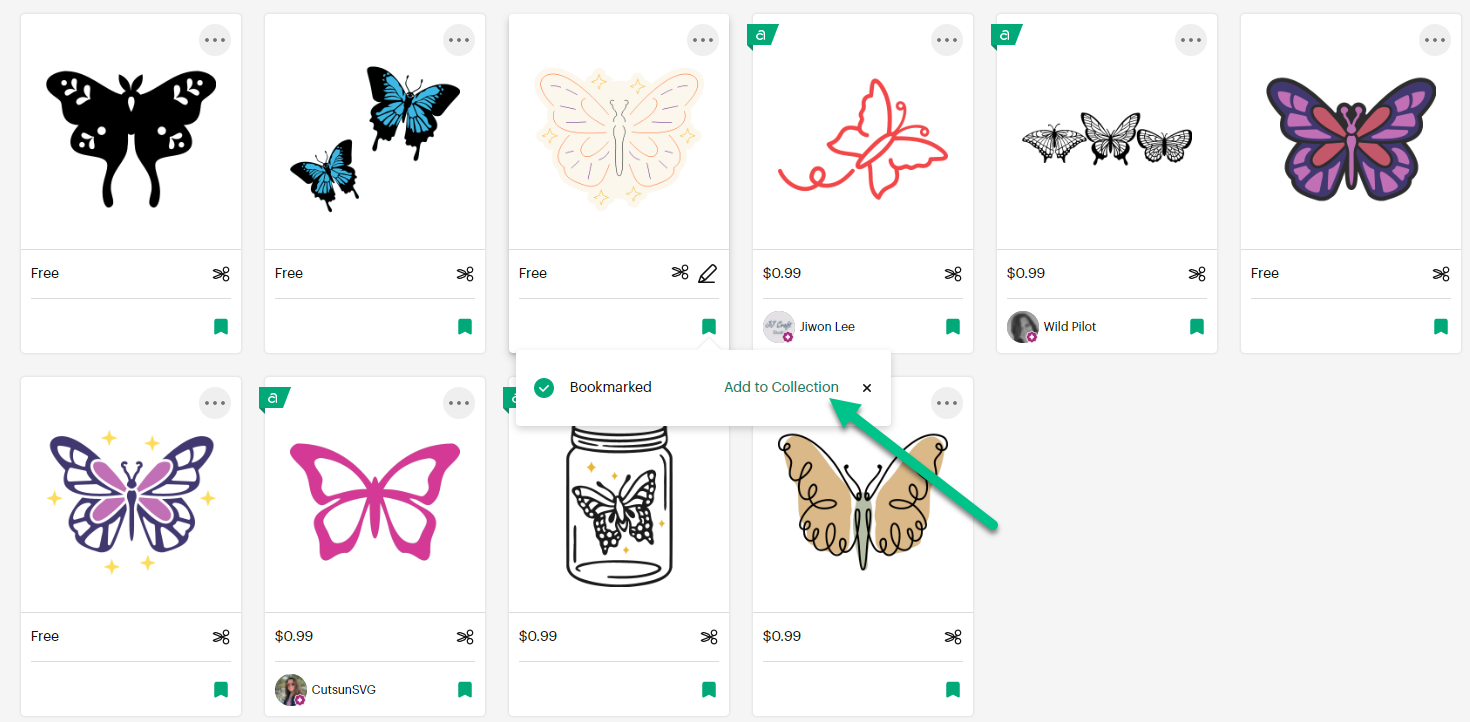 a
a
Free
Free
Free
$0.99
$0.99
Free
Jiwon Lee
Wild Pilot
Bookmarked
Add to Collection
a
a
Free
$0.99
$0.99
$0.99
CutsunSVG